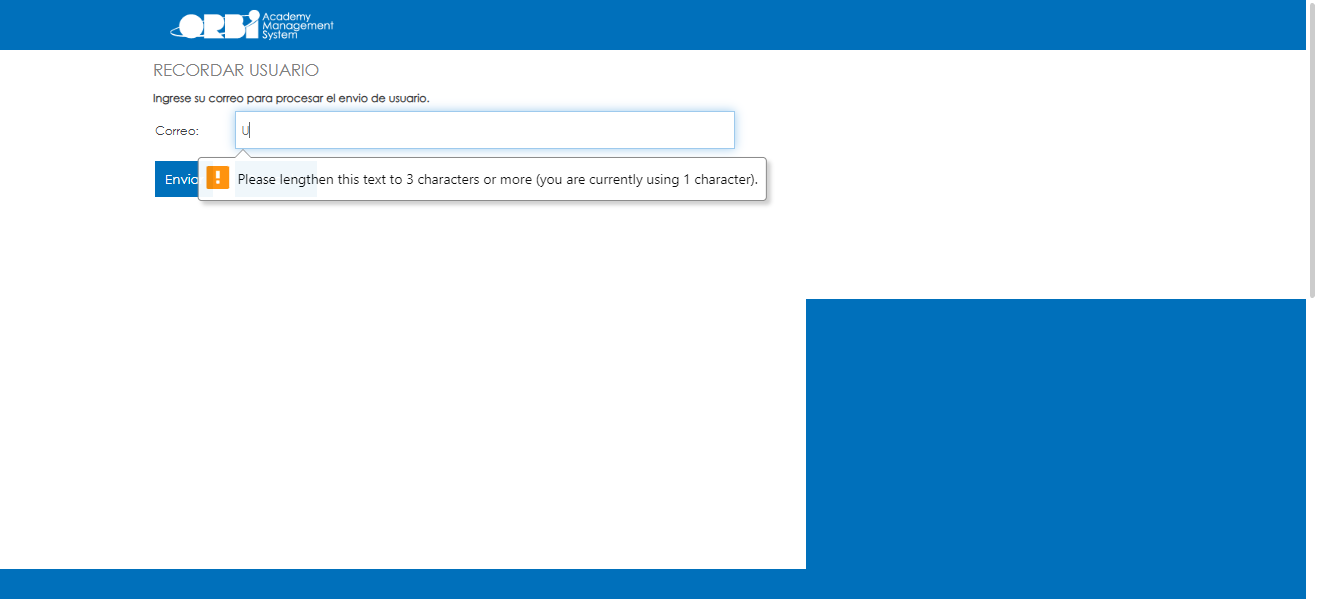 ORBi Academy
Management
System
RECORDAR USUARIO
Ingrese su correo para procesar el envio de usuario.
Correo: U
Please lengthen this text to 3 characters or more (you are currently using 1 character).